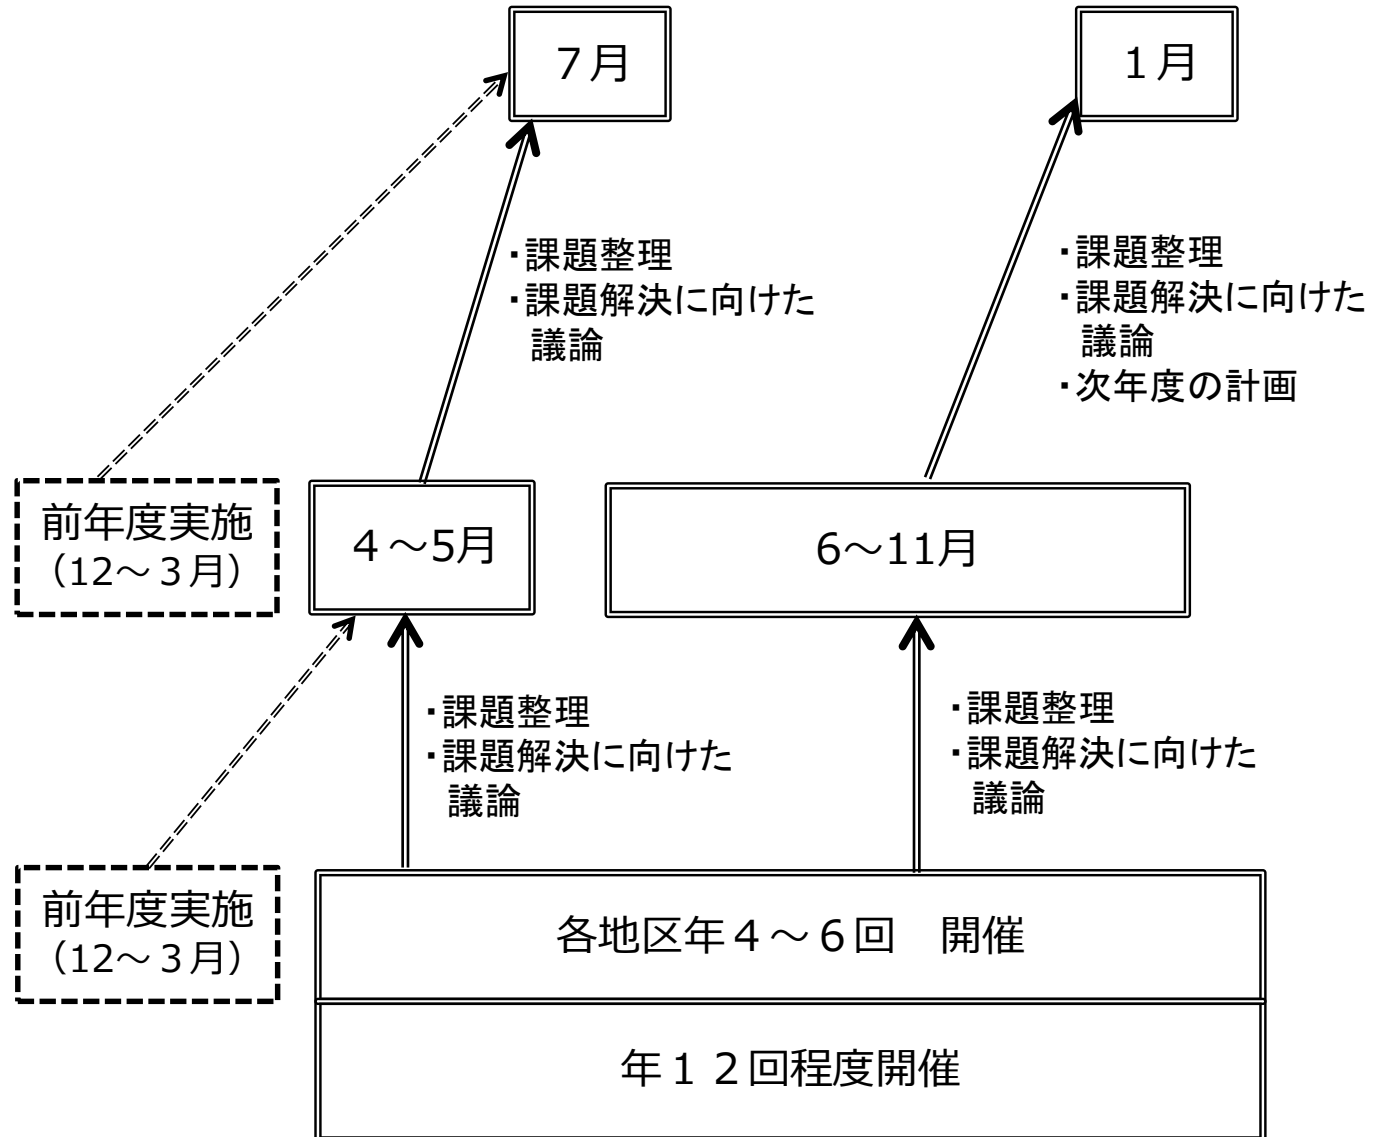 ７月
１月
・課題整理
・課題解決に向けた
議論
・課題整理
・課題解決に向けた
議論
・次年度の計画
前年度実施
（12～３月）
４～5月
6～11月
・課題整理
・課題解決に向けた
議論
・課題整理
・課題解決に向けた
議論
前年度実施
（12～３月）
各地区年４～６回　開催
年１２回程度開催